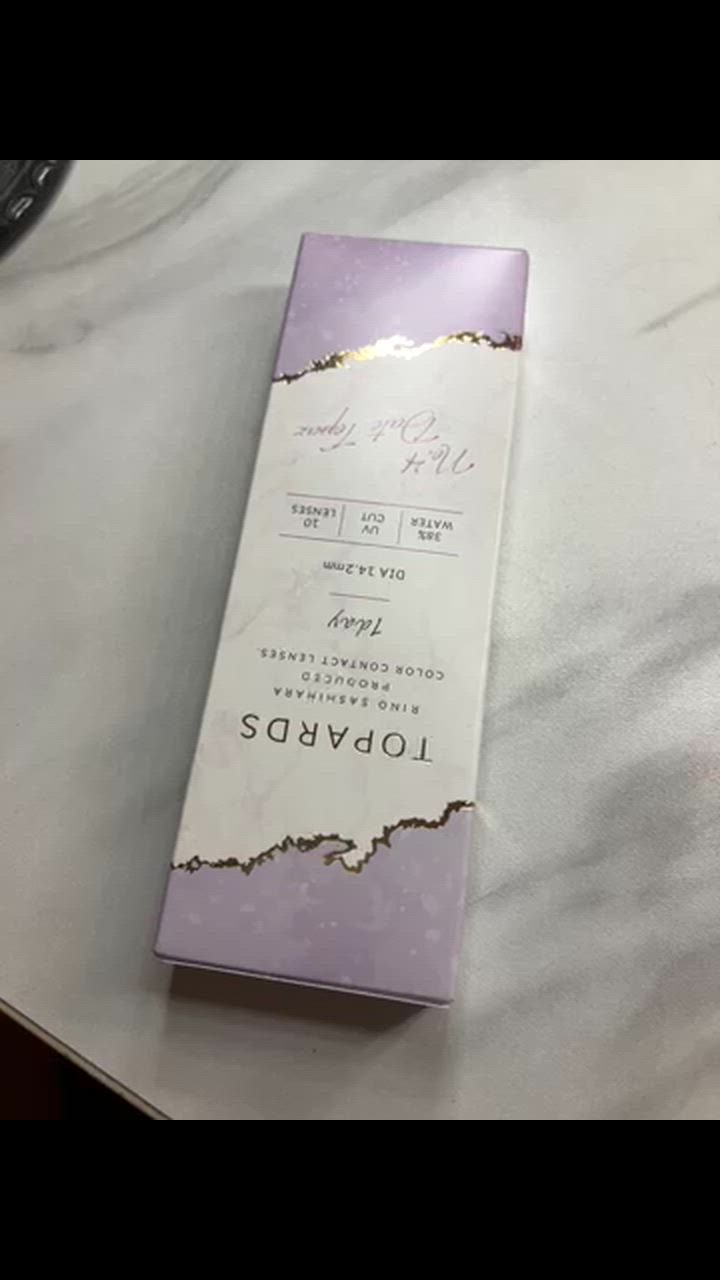 TOPARDS
RINO SASHIHARA
PRODUCED
COLOR CONTACT LENSES.
1day
DIA 14.2mm
38% WATER
UV CUT
10 LENSES
No.4
Date Topaz